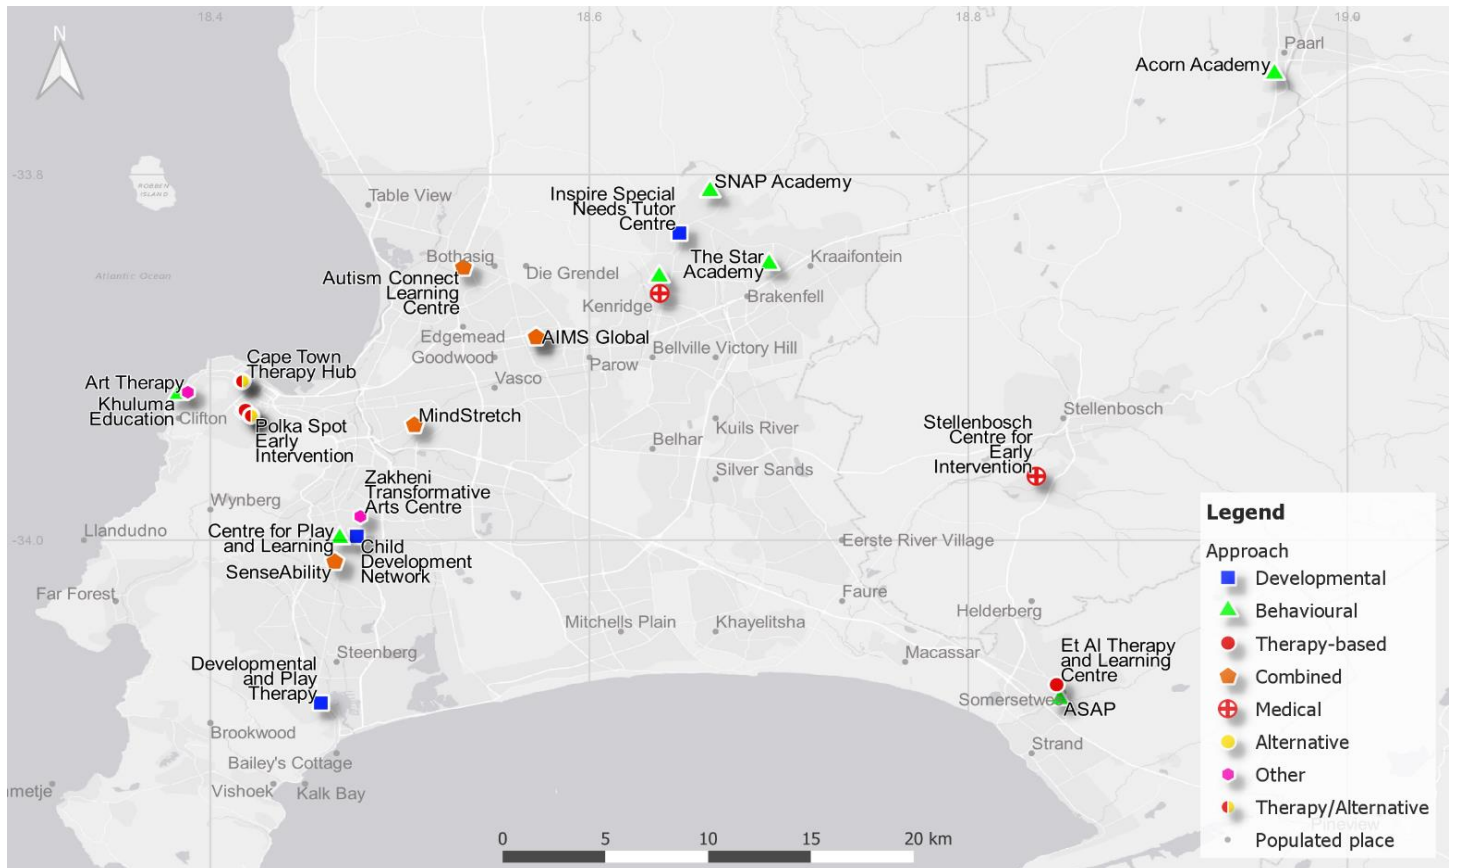 18.4
18.6
18.8
19.0
N
Paarl
Acorn Academy
-33.8
SNAP Academy
Inspire Special
Needs Tutor
Centre
ROBBEN
ISLAND
Table View
Bothasig
Die Grendel
The Star
Academy
Kraaifontein
Atlantic Ocean
Autism Connect
Learning
Centre
Kenridge
Brakenfell
Edgemead
AIMS Global
Goodwood
Bellville
Victory Hill
Parow
Cape Town
Therapy Hub
Vasco
Art Therapy
Khuluma
Education
Clifton
MindStretch
Polka Spot
Early
Intervention
Kuils River
Belhar
Stellenbosch
Stellenbosch
Centre for
Early
Intervention
Silver Sands
Zakheni
Transformative
Arts Centre
Wynberg
Llandudno
Centre for Play
and Learning
-34.0
Child
Development
Network
SenseAbility
Eerste River Village
Far Forest
Faure
Helderberg
Mitchells Plain
Khayelitsha
Macassar
Steenberg
Developmental
and Play
Therapy
Et Al Therapy
and Learning
Centre
Somersetwe
ASAP
Brookwood
Strand
Bailey's Cottage
Vishoek
Kalk Bay
nmetje
0
5
10
15
20 km
Legend
Approach
Developmental
Behavioural
Therapy-based
Combined
Medical
Alternative
Other
Therapy/Alternative
Pineview
Populated place